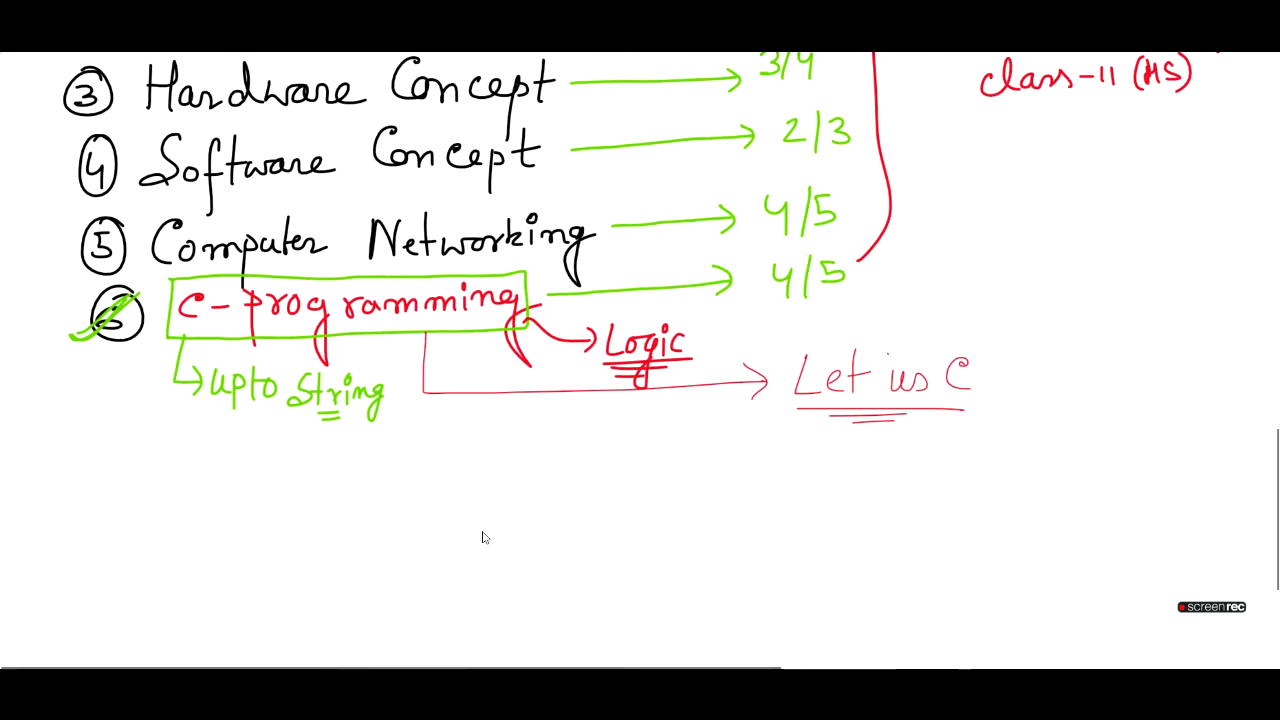 ③ Hardware Concept → 3/4
class-11 (HS)
④ Software Concept → 2/3
⑤ Computer Networking → 4/5
⑥ C-programming → 4/5
→ Logic
→ upto String
→ Let us C
screenrec